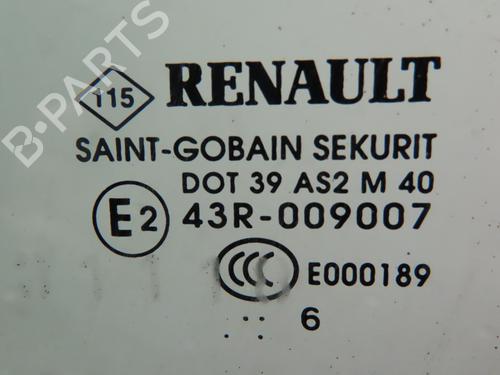 B-PARTS
115 RENAULT
SAINT-GOBAIN SEKURIT
DOT 39 AS2 M 40
E2 43R-009007
CCC E000189
6